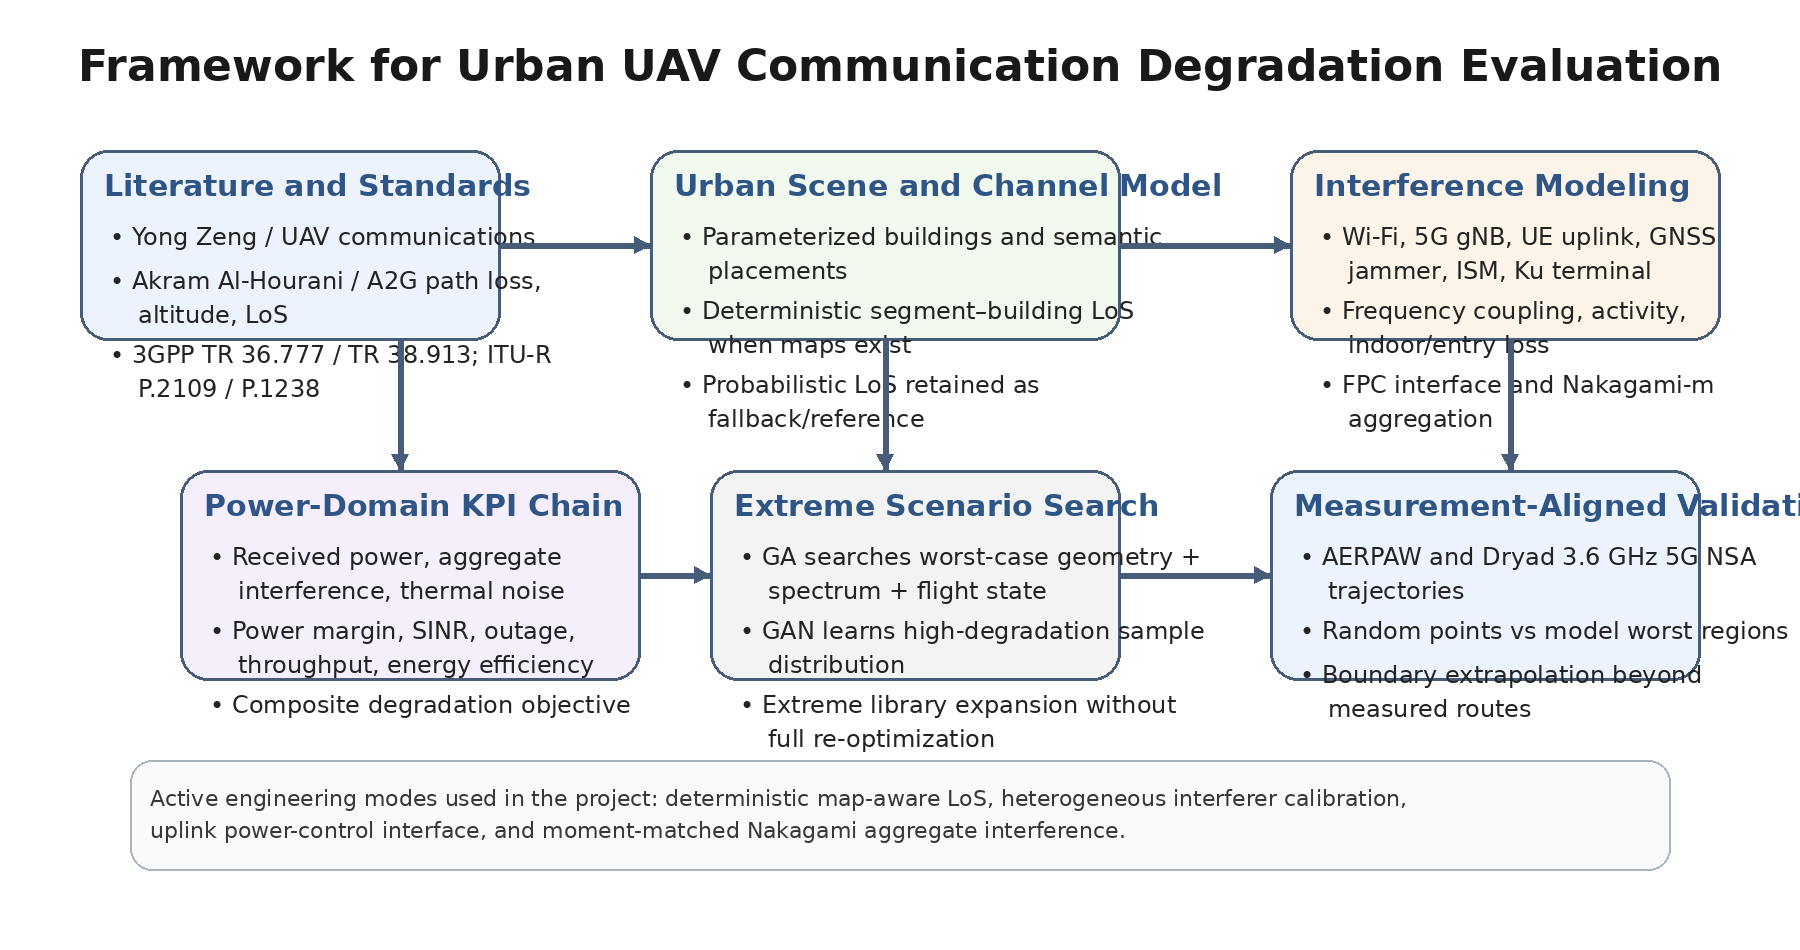 Framework for Urban UAV Communication Degradation Evaluation
Literature and Standards
• Yong Zeng / UAV communications
• Akram Al-Hourani / A2G path loss,
altitude, LoS
• 3GPP TR 36.777 / TR 38.913; ITU-R
P.2109 / P.1238
Urban Scene and Channel Model
• Parameterized buildings and semantic
placements
• Deterministic segment–building LoS
when maps exist
• Probabilistic LoS retained as
fallback/reference
Interference Modeling
• Wi-Fi, 5G gNB, UE uplink, GNSS
jammer, ISM, Ku terminal
• Frequency coupling, activity,
indoor/entry loss
• FPC interface and Nakagami-m
aggregation
Power-Domain KPI Chain
• Received power, aggregate
interference, thermal noise
• Power margin, SINR, outage,
throughput, energy efficiency
• Composite degradation objective
Extreme Scenario Search
• GA searches worst-case geometry +
spectrum + flight state
• GAN learns high-degradation sample
distribution
• Extreme library expansion without
full re-optimization
Measurement-Aligned Validati
• AERPAW and Dryad 3.6 GHz 5G NSA
trajectories
• Random points vs model worst regions
• Boundary extrapolation beyond
measured routes
Active engineering modes used in the project: deterministic map-aware LoS, heterogeneous interferer calibration,
uplink power-control interface, and moment-matched Nakagami aggregate interference.